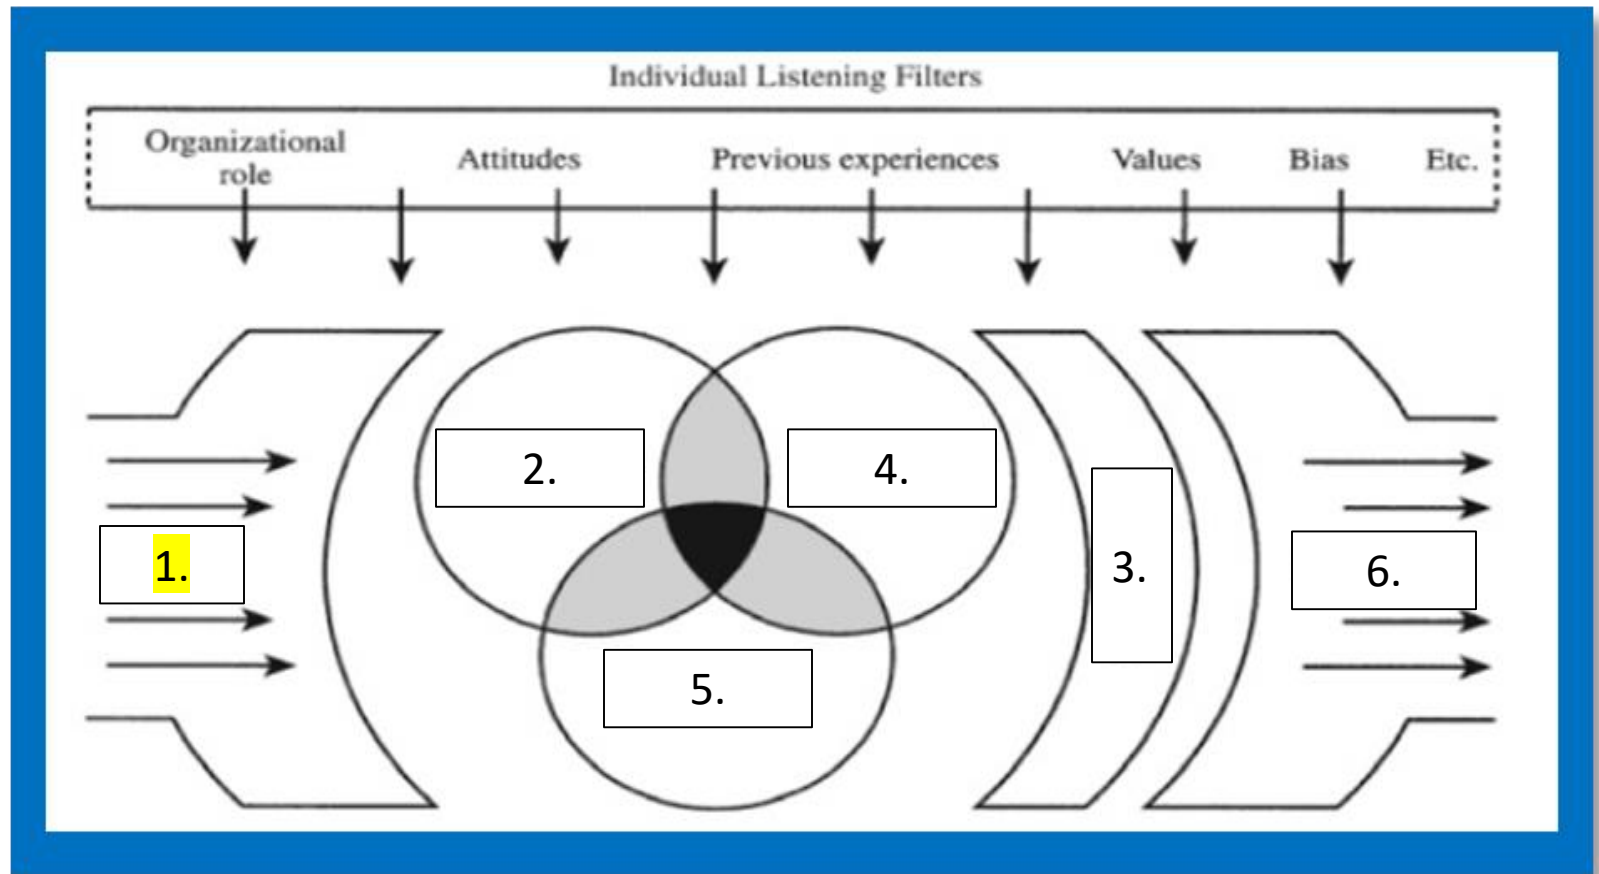 Individual Listening Filters
Organizational
role
Attitudes
Previous experiences
Values
Bias
Etc.
1.
2.
4.
3.
5.
6.